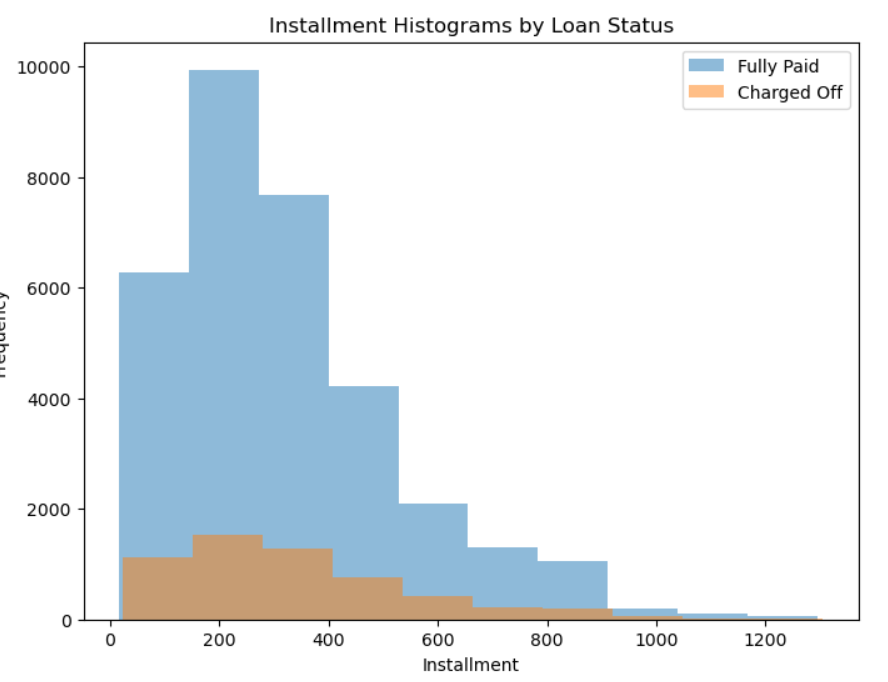 Installment Histograms by Loan Status
Fully Paid
Charged Off
10000
8000
6000
4000
2000
0
Frequency
0 200 400 600 800 1000 1200
Installment